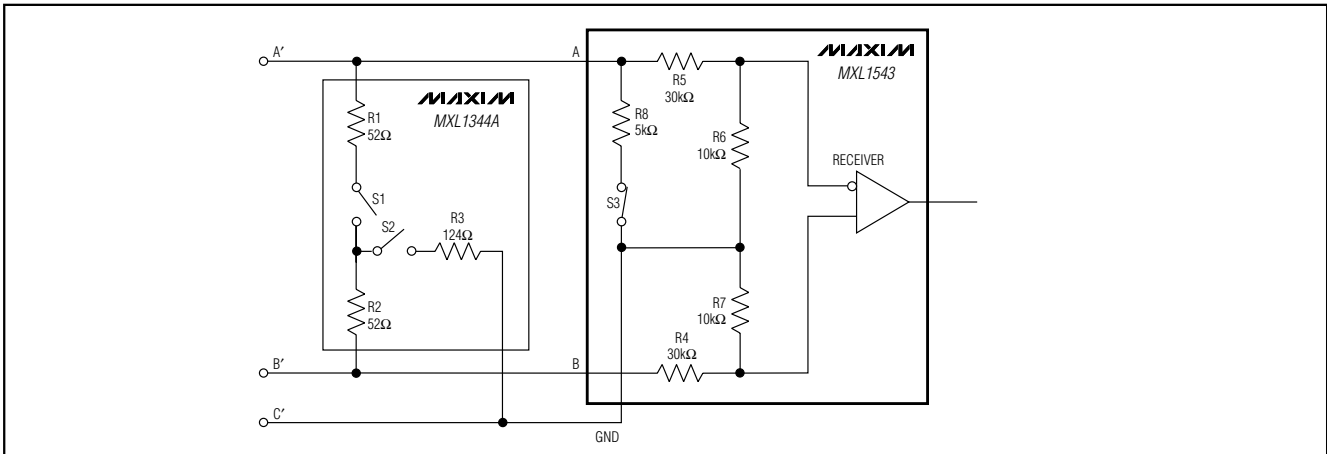 A′
A
MAXIM
MXL1344A
R1
52Ω
S1
S2
R3
124Ω
R2
52Ω
B′
B
C′
GND
MAXIM
MXL1543
R5
30kΩ
R8
5kΩ
R6
10kΩ
S3
RECEIVER
R7
10kΩ
R4
30kΩ